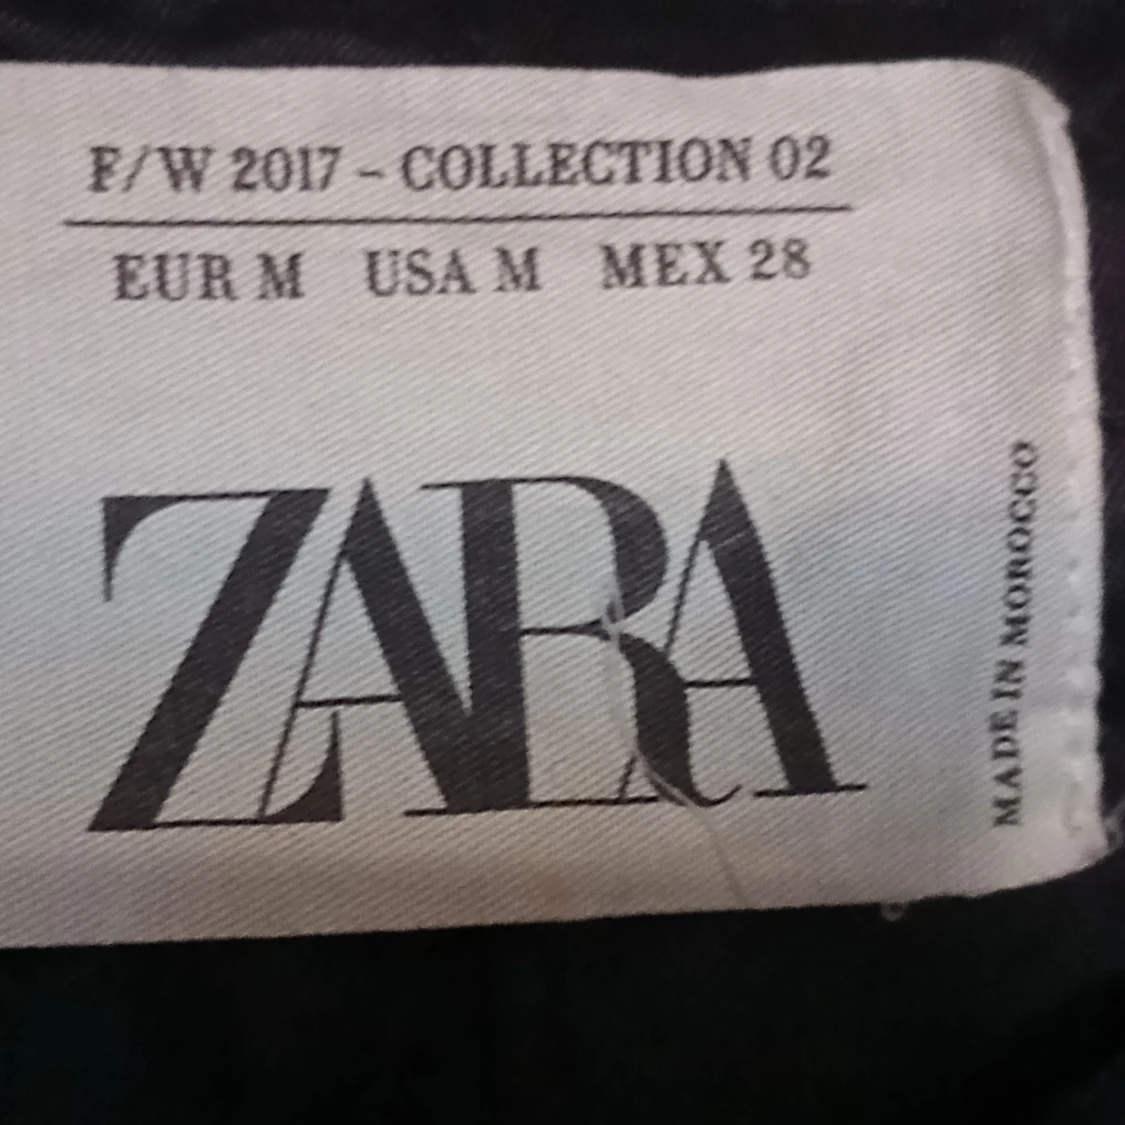 F/W 2017 - COLLECTION 02
EUR M USA M MEX 28
ZARA
MADE IN MOROCCO